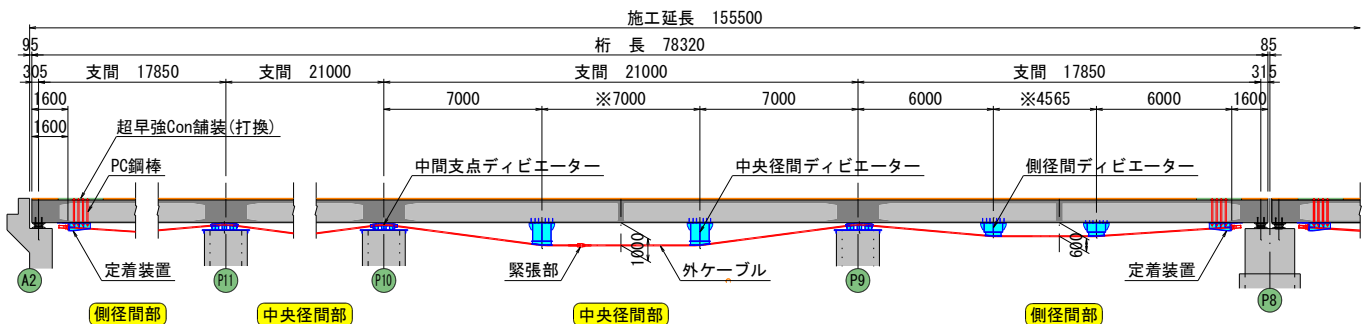 施工延長 155500
95 桁 長 78320 85
305 支間 17850 支間 21000 支間 21000 支間 17850 315
1600 7000 ※7000 7000 6000 ※4565 6000 1600
1600
超早強Con舗装(打換)
PC鋼棒 中間支点ディビエーター 中央径間ディビエーター 側径間ディビエーター
1000 600
定着装置 緊張部 外ケーブル 定着装置
A2 P11 P10 P9 P8
側径間部 中央径間部 中央径間部 側径間部